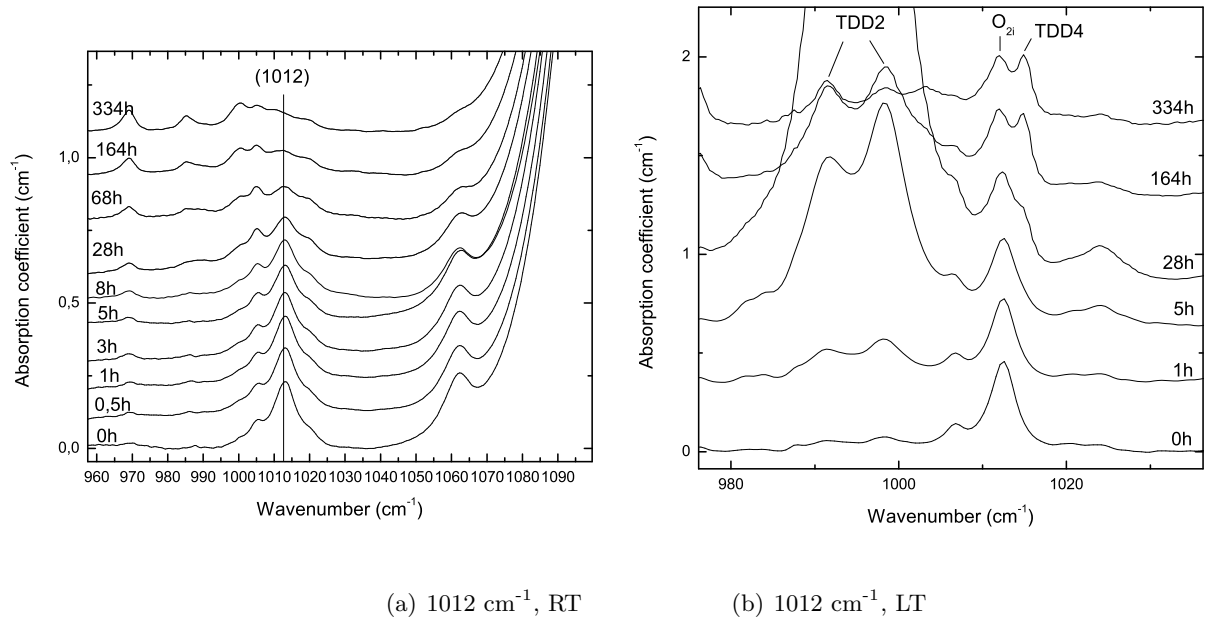 (1012)
334h
164h
68h
28h
8h
5h
3h
1h
0,5h
0h
1,0
0,5
0,0
Absorption coefficient (cm⁻¹)
960 970 980 990 1000 1010 1020 1030 1040 1050 1060 1070 1080 1090
Wavenumber (cm⁻¹)
TDD2
O₂ᵢ
TDD4
334h
164h
28h
5h
1h
0h
2
1
0
Absorption coefficient (cm⁻¹)
980 1000 1020
Wavenumber (cm⁻¹)
(a) 1012 cm⁻¹, RT
(b) 1012 cm⁻¹, LT